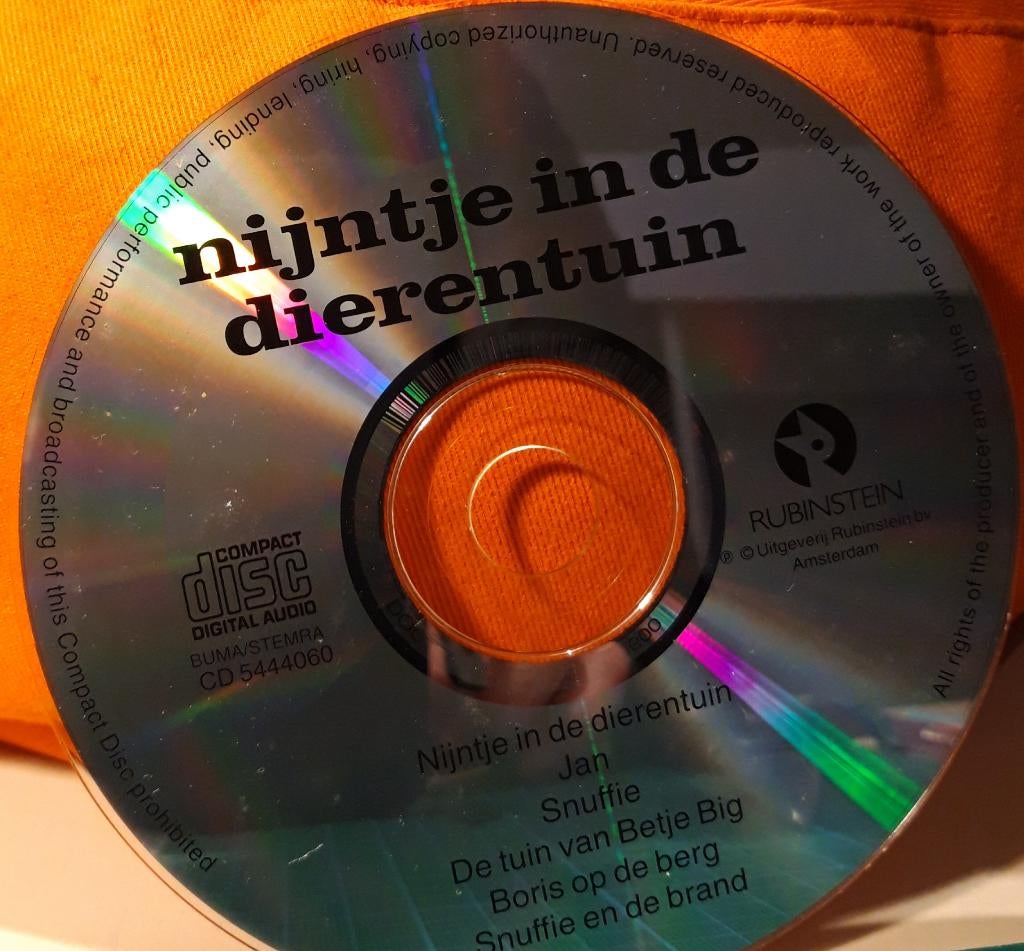 nijntje in de
dierentuin
RUBINSTEIN
℗ © Uitgeverij Rubinstein bv
Amsterdam
COMPACT
disc
DIGITAL AUDIO
BUMA/STEMRA
CD 5444060
Nijntje in de dierentuin
Jan
Snuffie
De tuin van Betje Big
Boris op de berg
Snuffie en de brand
All rights of the producer and of the owner of the work reproduced reserved. Unauthorized copying, hiring, lending, public performance and broadcasting of this Compact Disc prohibited